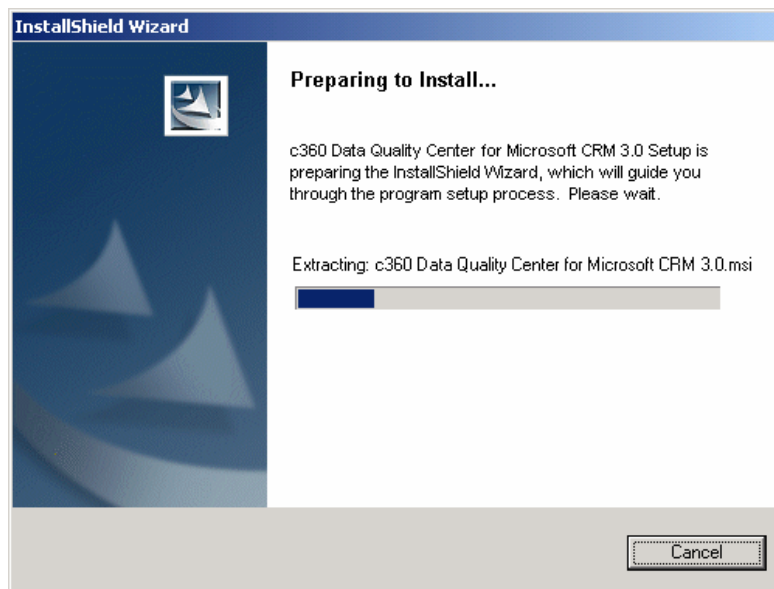 InstallShield Wizard
Preparing to Install...
c360 Data Quality Center for Microsoft CRM 3.0 Setup is
preparing the InstallShield Wizard, which will guide you
through the program setup process. Please wait.
Extracting: c360 Data Quality Center for Microsoft CRM 3.0.msi
Cancel